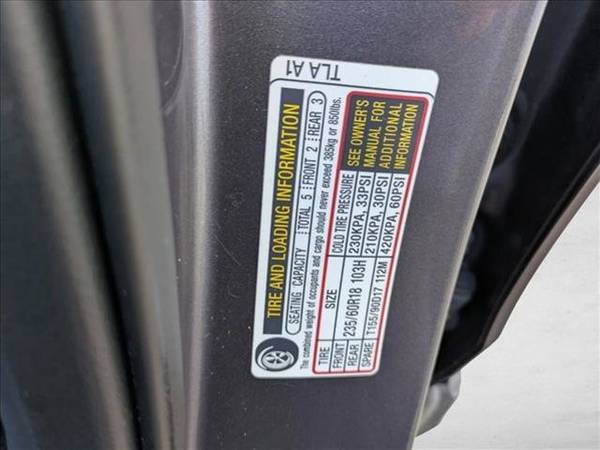 TLA A1
TIRE AND LOADING INFORMATION
SEATING CAPACITY TOTAL 5 FRONT 2 REAR 3
The combined weight of occupants and cargo should never exceed 385kg or 850lbs.
TIRE SIZE COLD TIRE PRESSURE
FRONT 235/60R18 103H 230KPA, 33PSI
REAR 210KPA, 30PSI
SPARE T155/90D17 112M 420KPA, 60PSI
SEE OWNER'S
MANUAL FOR
ADDITIONAL
INFORMATION